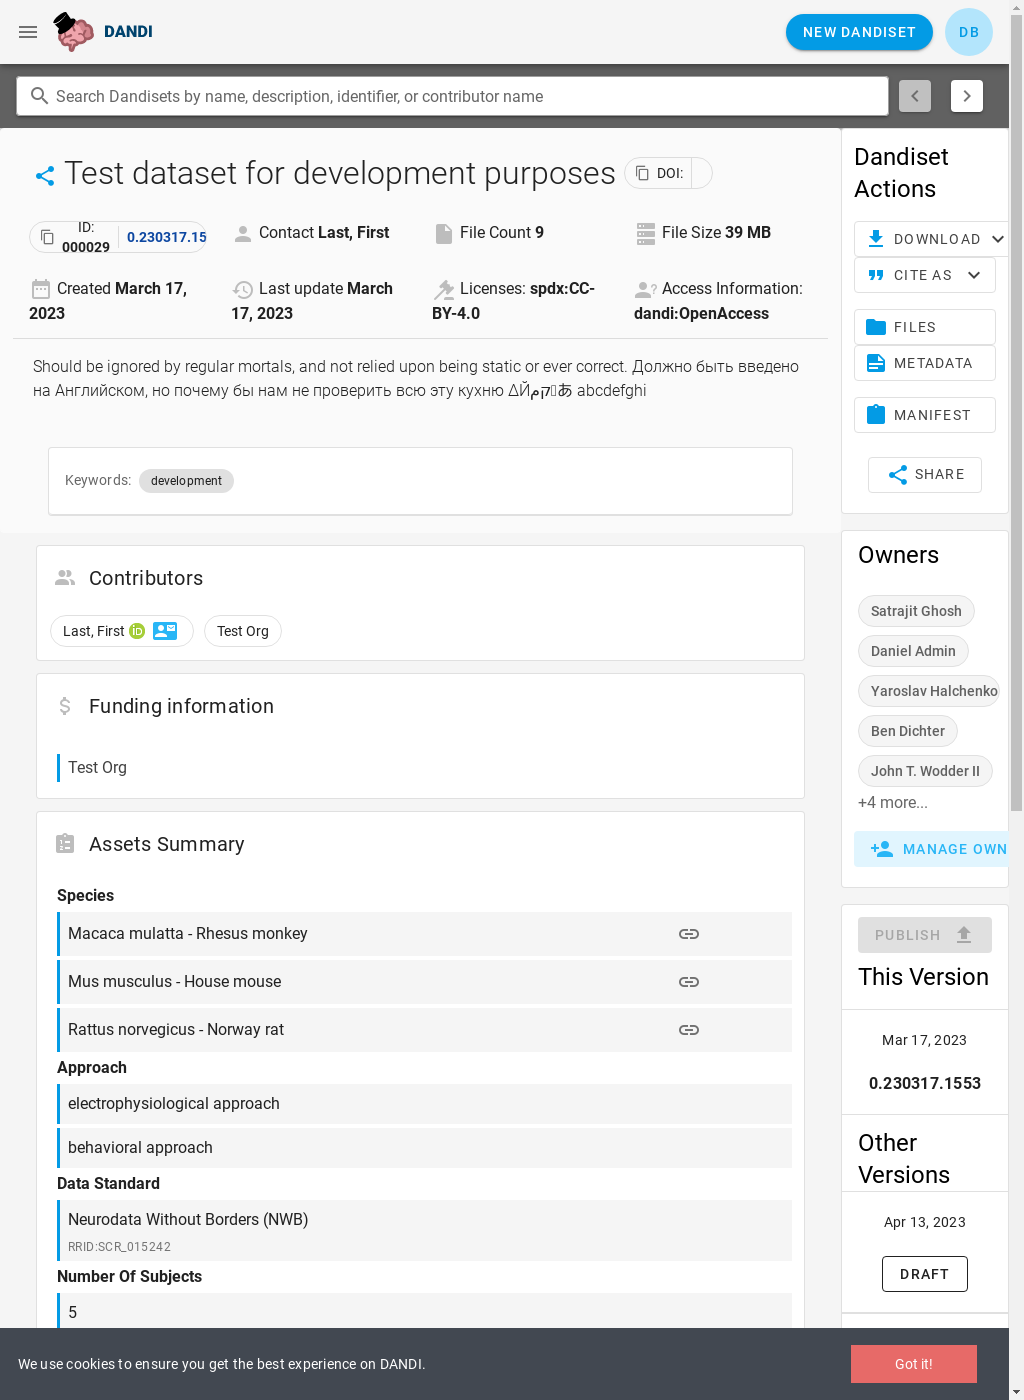 DANDI
NEW DANDISET
DB
Search Dandisets by name, description, identifier, or contributor name
Test dataset for development purposes
DOI:
ID:
000029
0.230317.15
Contact Last, First
File Count 9
File Size 39 MB
Created March 17,
2023
Last update March
17, 2023
Licenses: spdx:CC-
BY-4.0
Access Information:
dandi:OpenAccess
Should be ignored by regular mortals, and not relied upon being static or ever correct. Должно быть введено
на Английском, но почему бы нам не проверить всю эту кухню abcdefghi
Keywords:
development
Contributors
Last, First
iD
Test Org
Funding information
Test Org
Assets Summary
Species
Macaca mulatta - Rhesus monkey
Mus musculus - House mouse
Rattus norvegicus - Norway rat
Approach
electrophysiological approach
behavioral approach
Data Standard
Neurodata Without Borders (NWB)
RRID:SCR_015242
Number Of Subjects
5
Dandiset
Actions
DOWNLOAD
CITE AS
FILES
METADATA
MANIFEST
SHARE
Owners
Satrajit Ghosh
Daniel Admin
Yaroslav Halchenko
Ben Dichter
John T. Wodder II
+4 more...
MANAGE OWN
PUBLISH
This Version
Mar 17, 2023
0.230317.1553
Other
Versions
Apr 13, 2023
DRAFT
We use cookies to ensure you get the best experience on DANDI.
Got it!